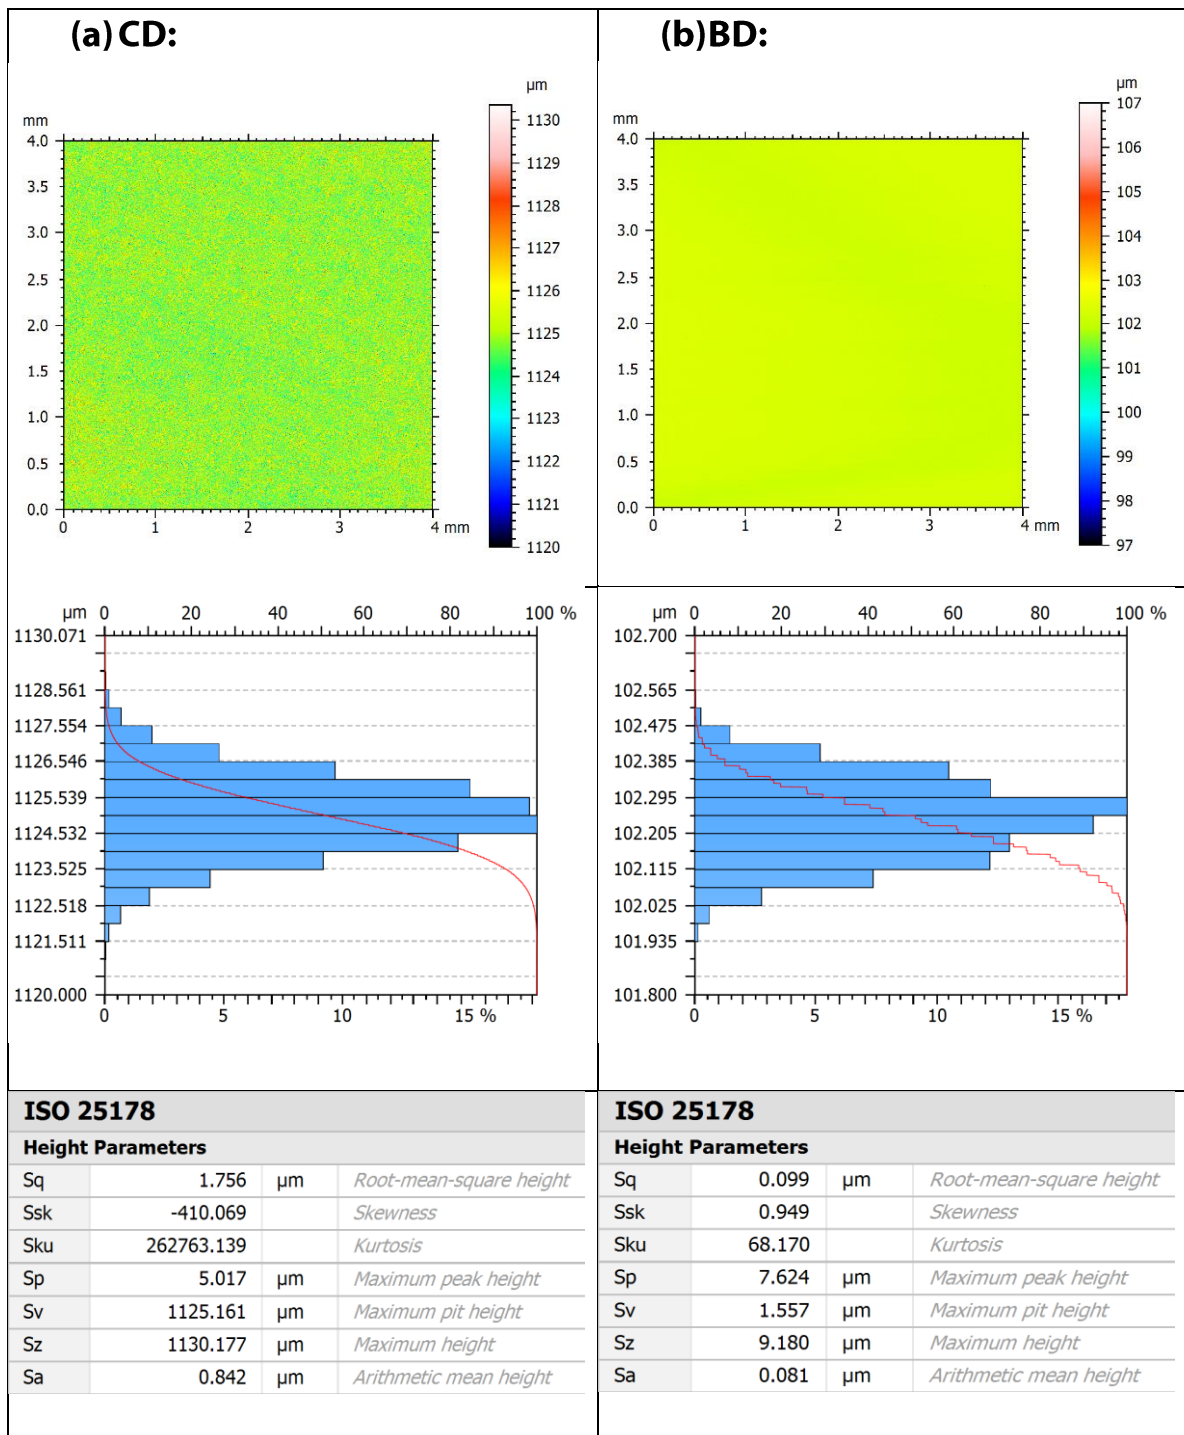 (a) CD:
µm
mm
4.0
3.5
3.0
2.5
2.0
1.5
1.0
0.5
0.0
0 1 2 3 4 mm
1130
1129
1128
1127
1126
1125
1124
1123
1122
1121
1120
µm 0 20 40 60 80 100 %
1130.071
1128.561
1127.554
1126.546
1125.539
1124.532
1123.525
1122.518
1121.511
1120.000
0 5 10 15 %
ISO 25178
Height Parameters
Sq 1.756 µm Root-mean-square height
Ssk -410.069 Skewness
Sku 262763.139 Kurtosis
Sp 5.017 µm Maximum peak height
Sv 1125.161 µm Maximum pit height
Sz 1130.177 µm Maximum height
Sa 0.842 µm Arithmetic mean height
(b) BD:
µm
mm
4.0
3.5
3.0
2.5
2.0
1.5
1.0
0.5
0.0
0 1 2 3 4 mm
107
106
105
104
103
102
101
100
99
98
97
µm 0 20 40 60 80 100 %
102.700
102.565
102.475
102.385
102.295
102.205
102.115
102.025
101.935
101.800
0 5 10 15 %
ISO 25178
Height Parameters
Sq 0.099 µm Root-mean-square height
Ssk 0.949 Skewness
Sku 68.170 Kurtosis
Sp 7.624 µm Maximum peak height
Sv 1.557 µm Maximum pit height
Sz 9.180 µm Maximum height
Sa 0.081 µm Arithmetic mean height